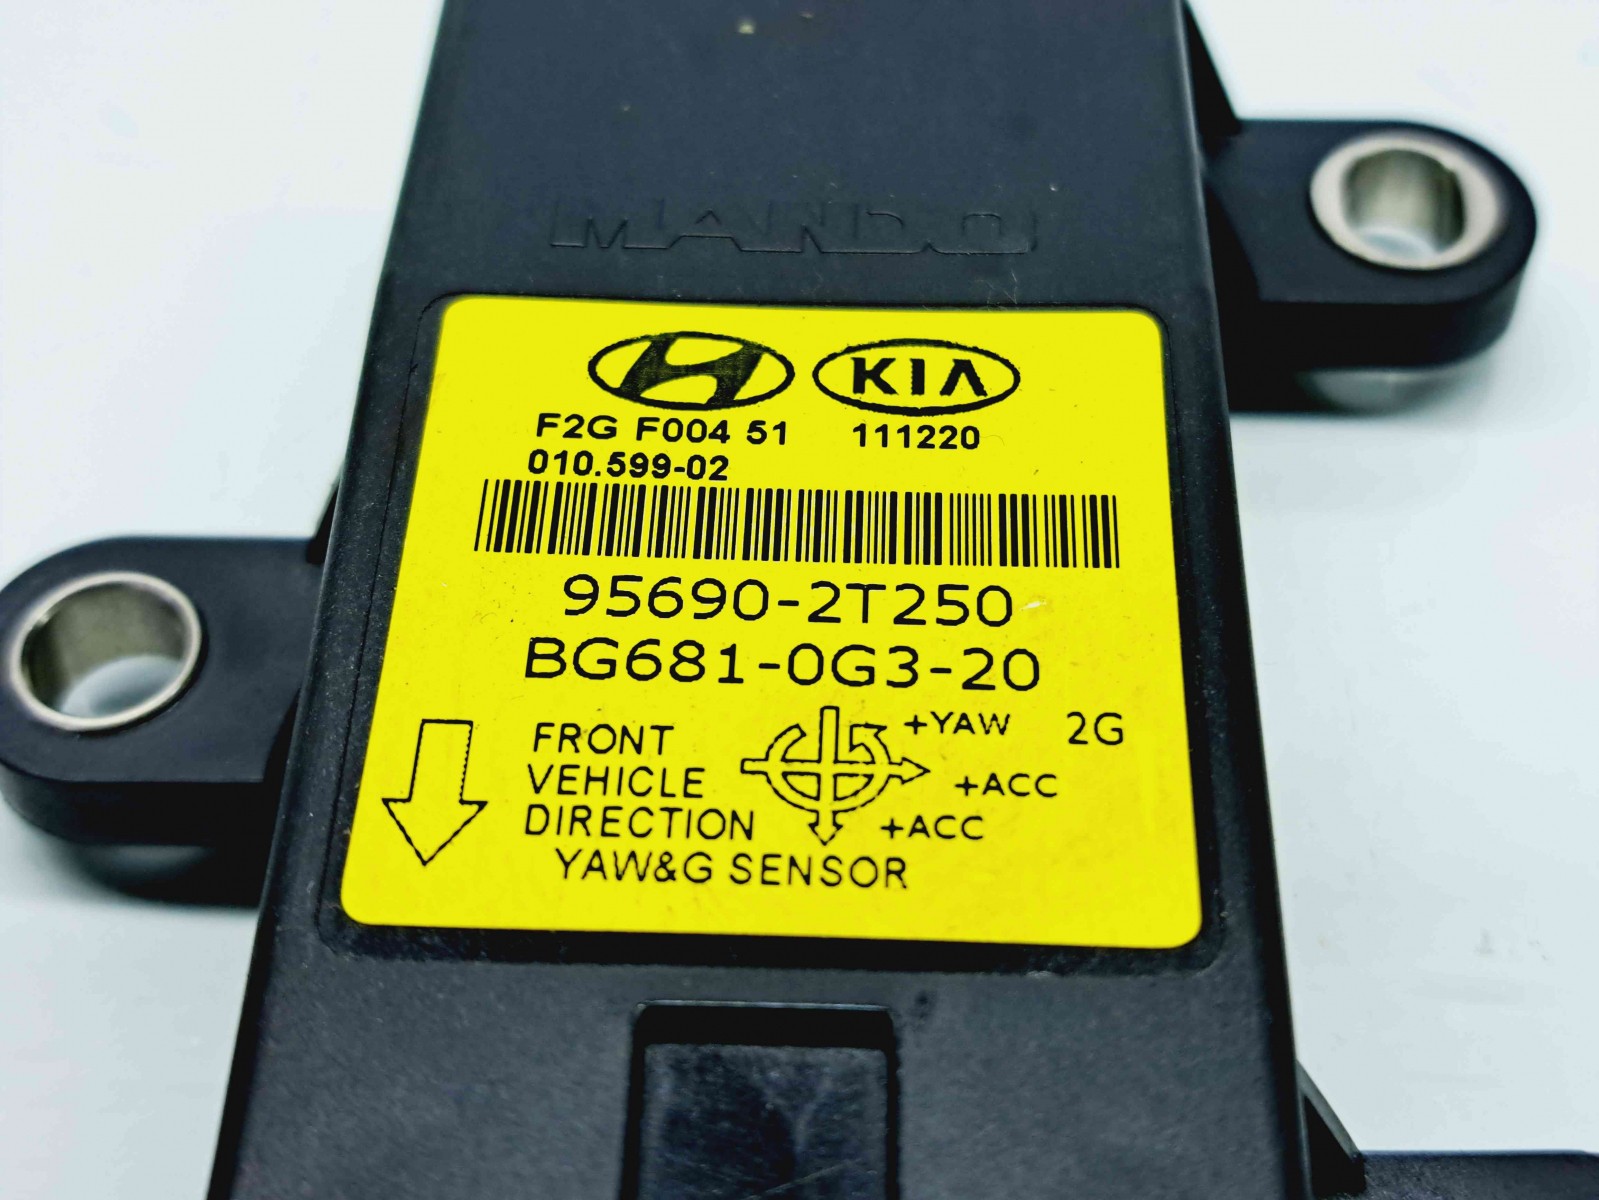 MANDO
KIA
F2G F004 51 111220
010.599-02
95690-2T250
BG681-0G3-20
FRONT
VEHICLE
DIRECTION
+YAW 2G
+ACC
+ACC
YAW&G SENSOR